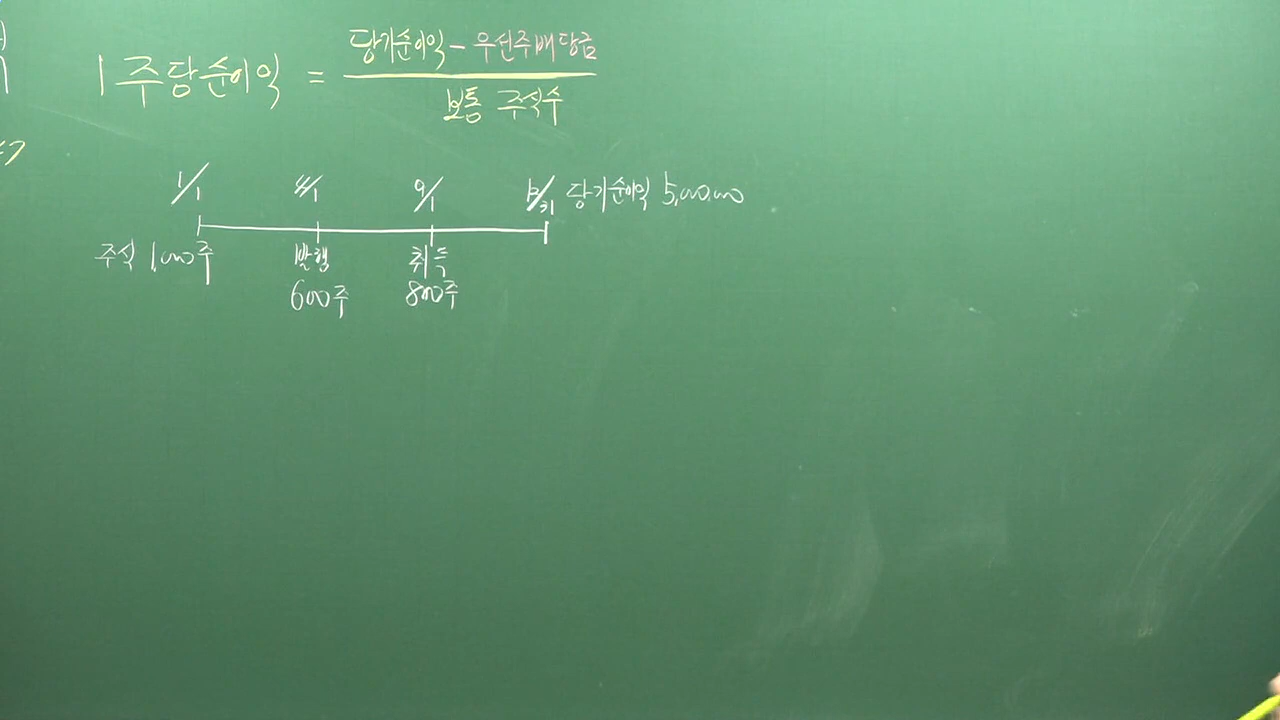 1주당순이익 = 당기순이익 - 우선주배당금
보통 주식수
1/1 4/1 9/1 12/31 당기순이익 5,000,000
주식 1,000주 발행 취득
600주 800주